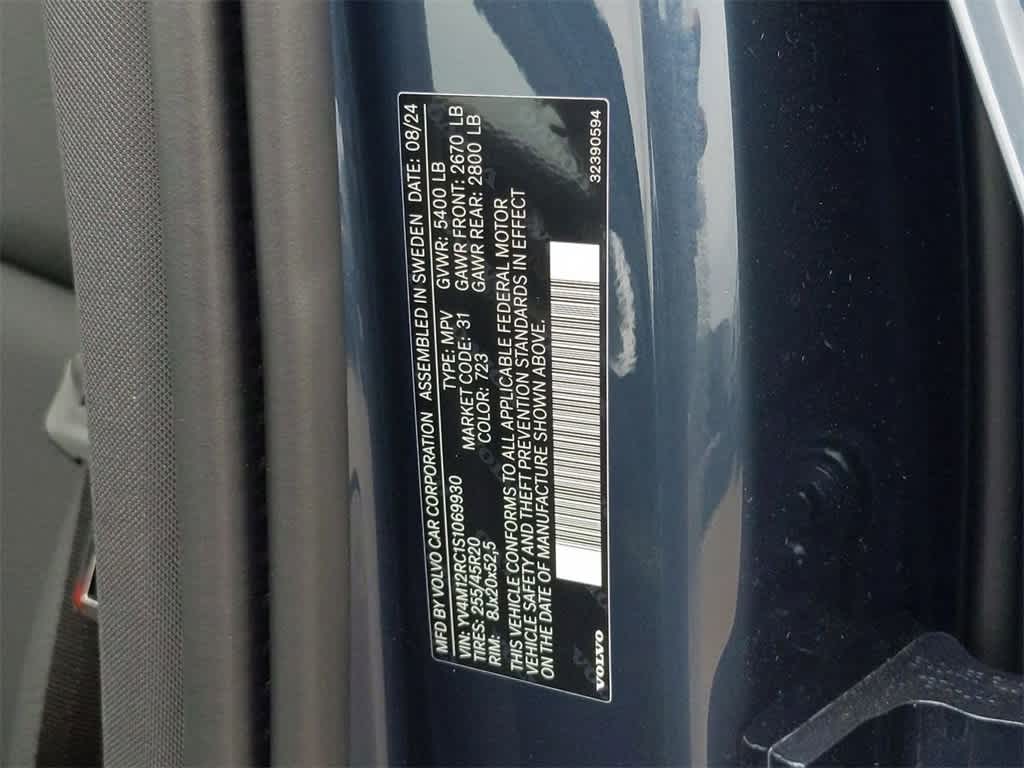 MFD BY VOLVO CAR CORPORATION ASSEMBLED IN SWEDEN DATE: 08/24
VIN: YV4M12RC1S1069930 TYPE: MPV GVWR: 5400 LB
TIRES: 255/45R20 MARKET CODE: 31 GAWR FRONT: 2670 LB
RIM: 8Jx20x52,5 COLOR: 723 GAWR REAR: 2800 LB
THIS VEHICLE CONFORMS TO ALL APPLICABLE FEDERAL MOTOR
VEHICLE SAFETY AND THEFT PREVENTION STANDARDS IN EFFECT
ON THE DATE OF MANUFACTURE SHOWN ABOVE.
VOLVO 32390594